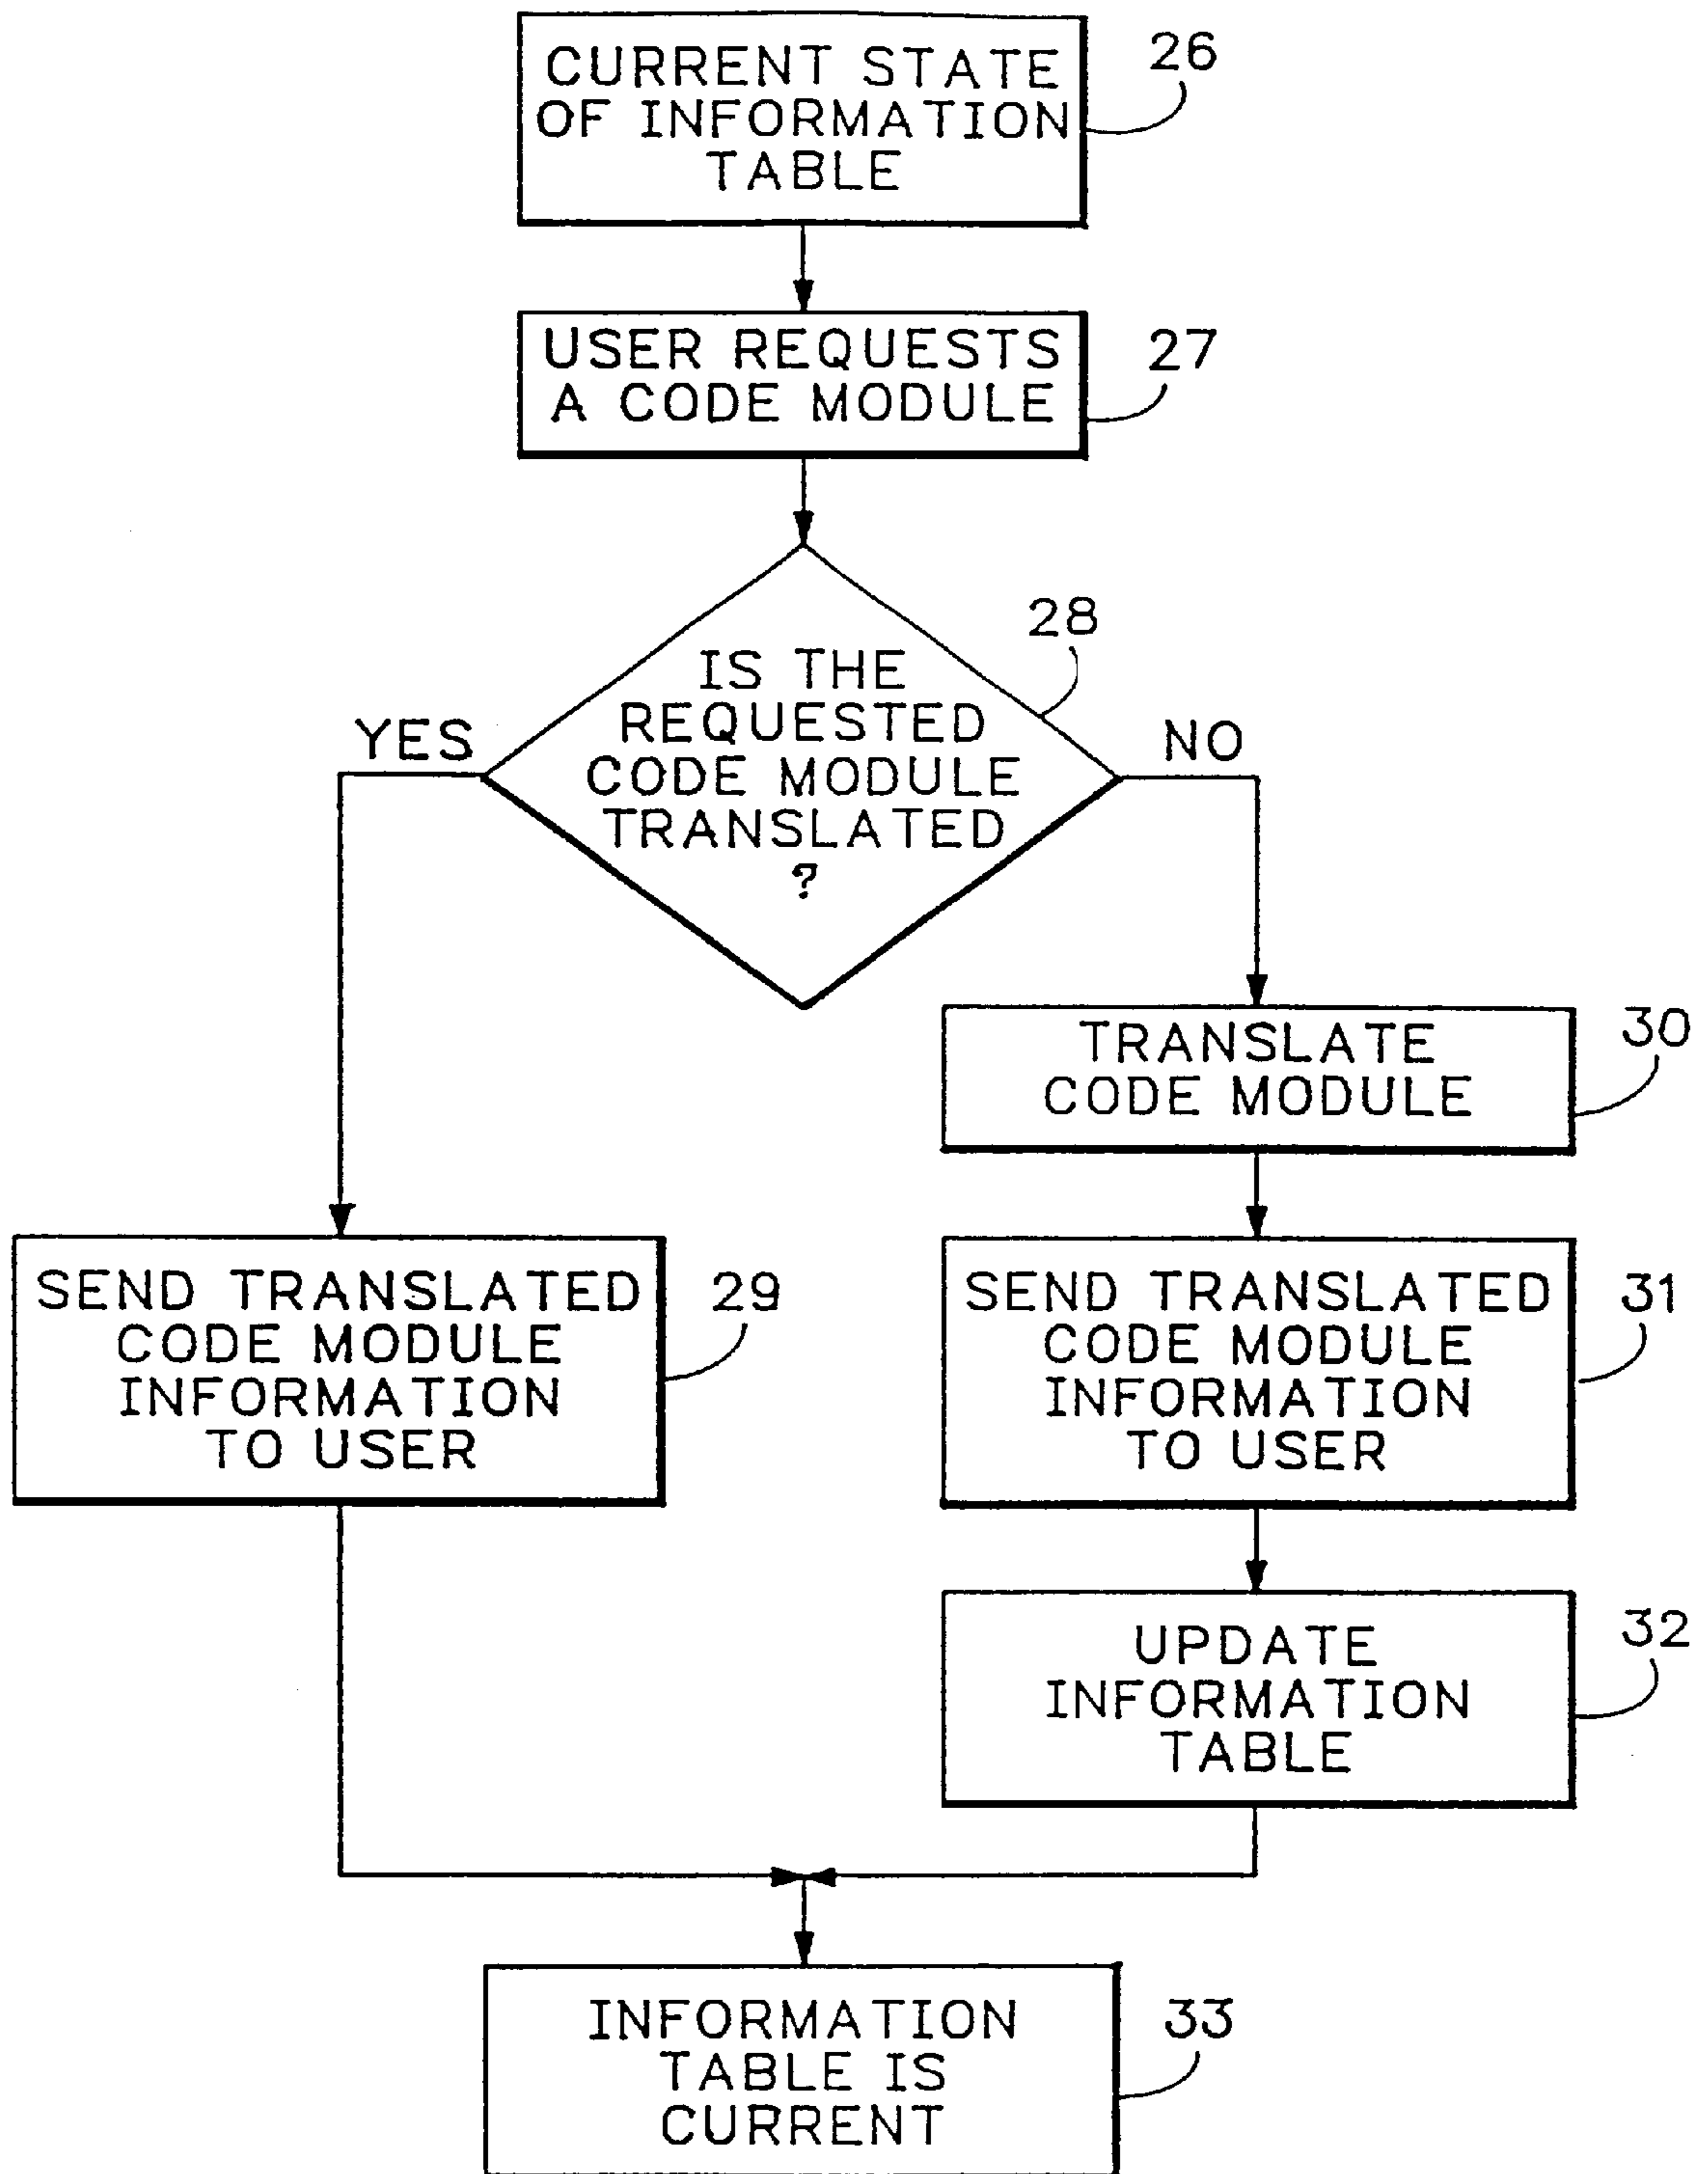 CURRENT STATE
OF INFORMATION
TABLE
26
USER REQUESTS
A CODE MODULE
27
IS THE
REQUESTED
CODE MODULE
TRANSLATED
?
28
YES
NO
TRANSLATE
CODE MODULE
30
SEND TRANSLATED
CODE MODULE
INFORMATION
TO USER
29
SEND TRANSLATED
CODE MODULE
INFORMATION
TO USER
31
UPDATE
INFORMATION
TABLE
32
INFORMATION
TABLE IS
CURRENT
33